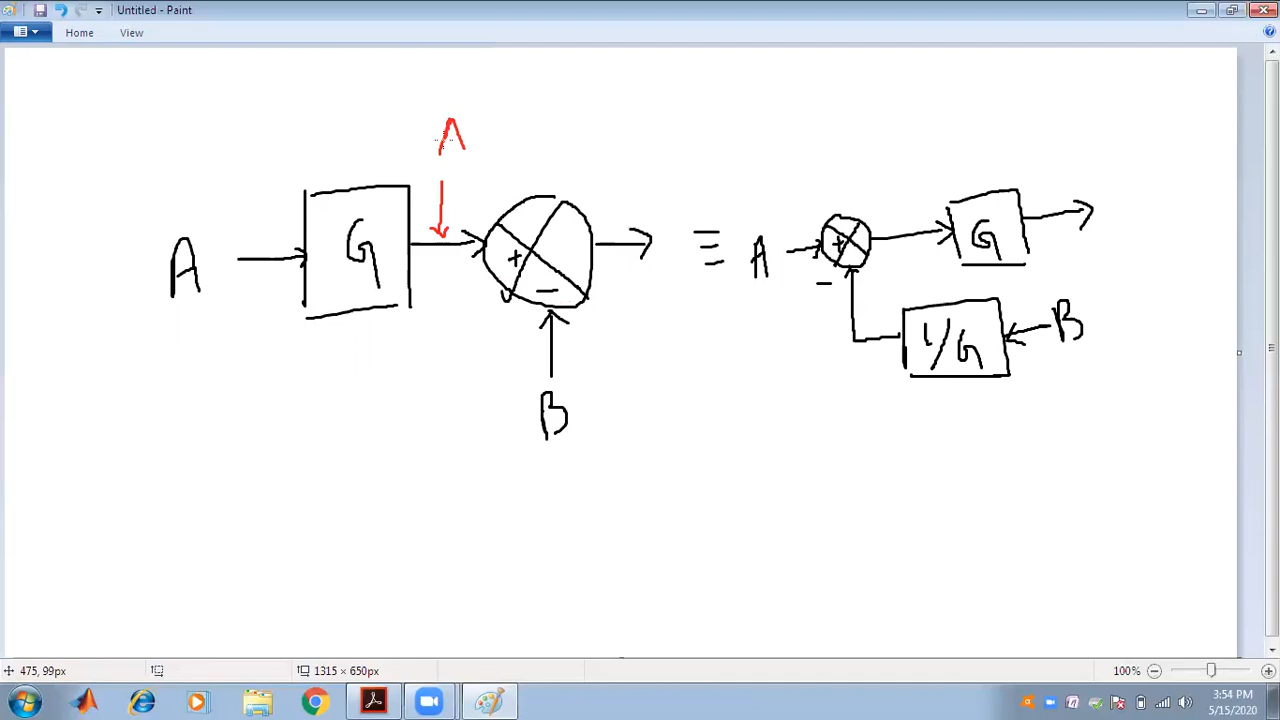 Untitled - Paint
Home View
A
A G + − ≡ A + G
− 1/G B
B
475, 99px 1315 × 650px 100%
3:54 PM
5/15/2020